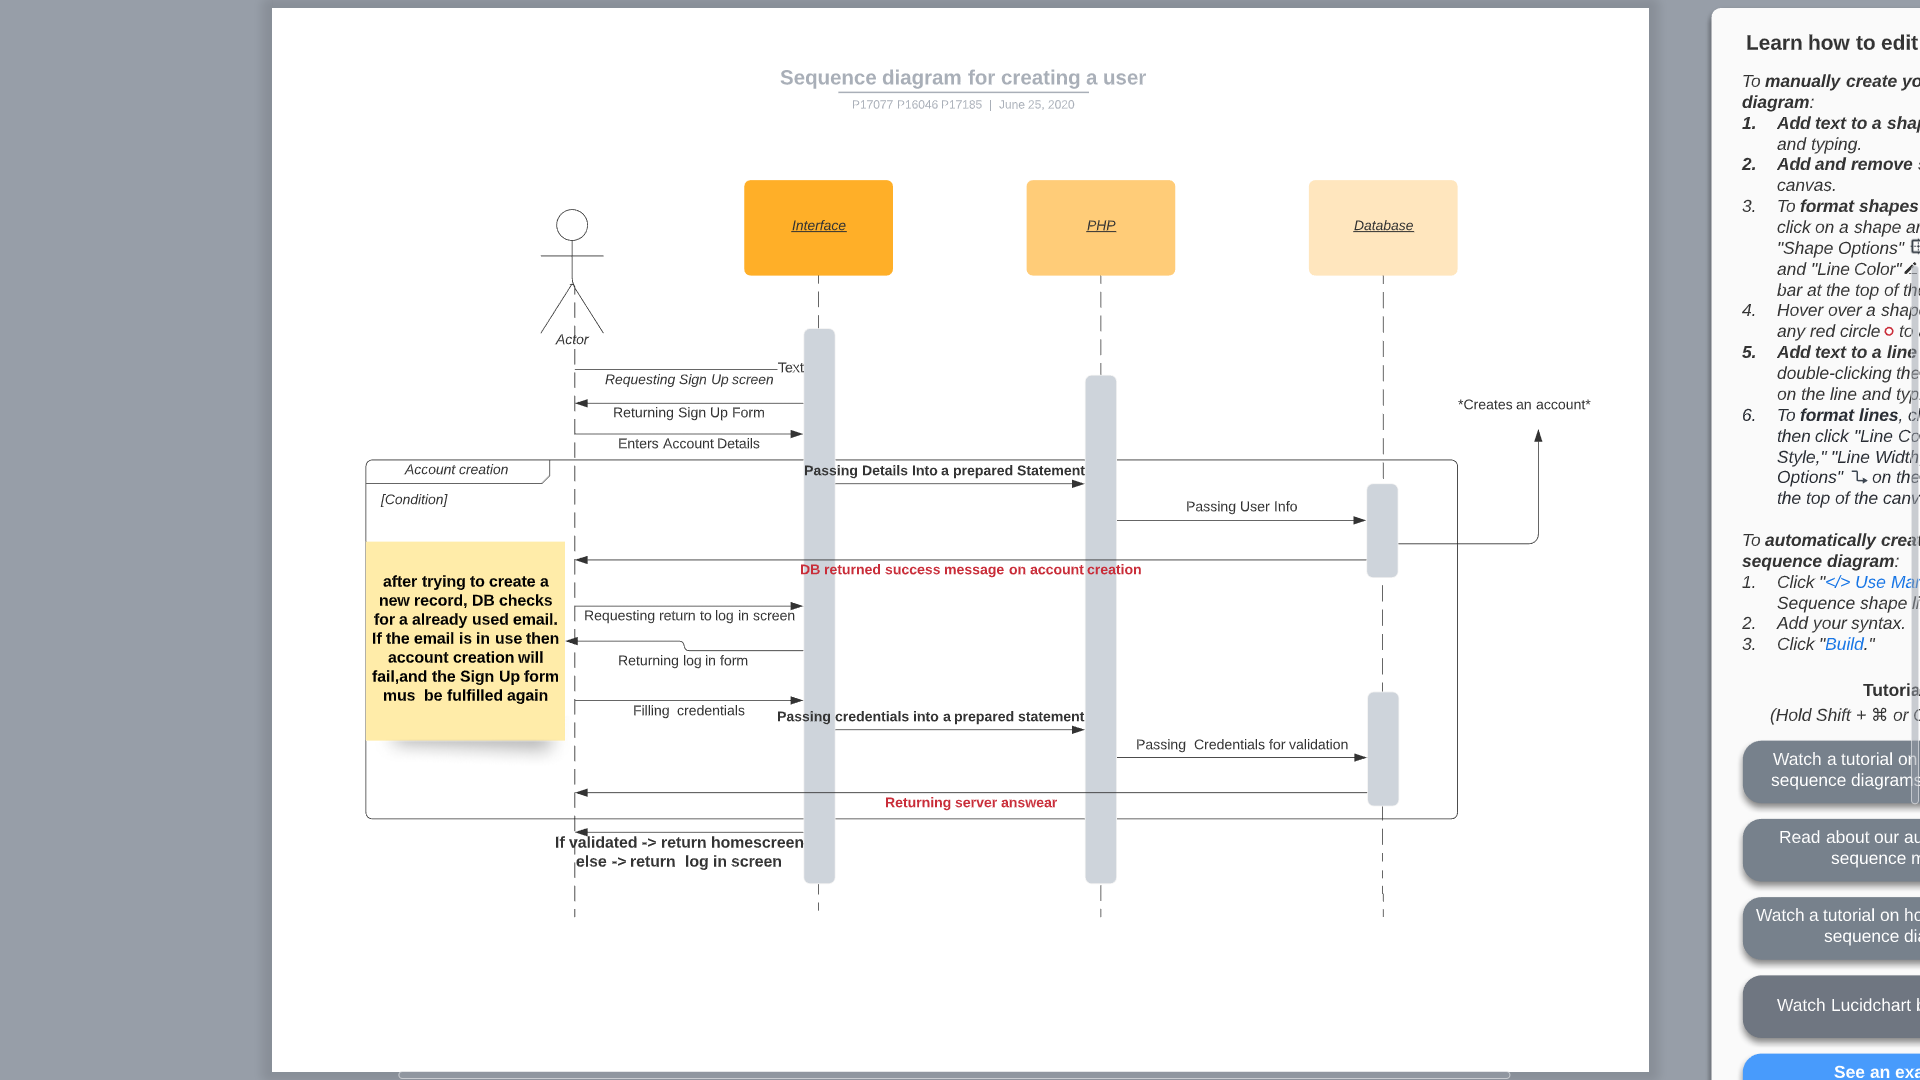 Sequence diagram for creating a user
P17077 P16046 P17185 | June 25, 2020
Interface
PHP
Database
Actor
Text
Requesting Sign Up screen
Returning Sign Up Form
Enters Account Details
*Creates an account*
Account creation
[Condition]
Passing Details Into a prepared Statement
Passing User Info
DB returned success message on account creation
after trying to create a
new record, DB checks
for a already used email.
If the email is in use then
account creation will
fail,and the Sign Up form
mus be fulfilled again
Requesting return to log in screen
Returning log in form
Filling credentials
Passing credentials into a prepared statement
Passing Credentials for validation
Returning server answear
If validated -> return homescreen
else -> return log in screen
Learn how to edit
To manually create yo
diagram:
1. Add text to a shap
and typing.
2. Add and remove s
canvas.
3. To format shapes
click on a shape an
"Shape Options"
and "Line Color"
bar at the top of the
4. Hover over a shap
any red circle to
5. Add text to a line
double-clicking the
on the line and typ
6. To format lines, cl
then click "Line Co
Style," "Line Width
Options" on the
the top of the canv
To automatically creat
sequence diagram:
1. Click "</> Use Mar
Sequence shape li
2. Add your syntax.
3. Click "Build."
Tutoria
(Hold Shift + ⌘ or C
Watch a tutorial on
sequence diagrams
Read about our au
sequence m
Watch a tutorial on ho
sequence dia
Watch Lucidchart b
See an exa